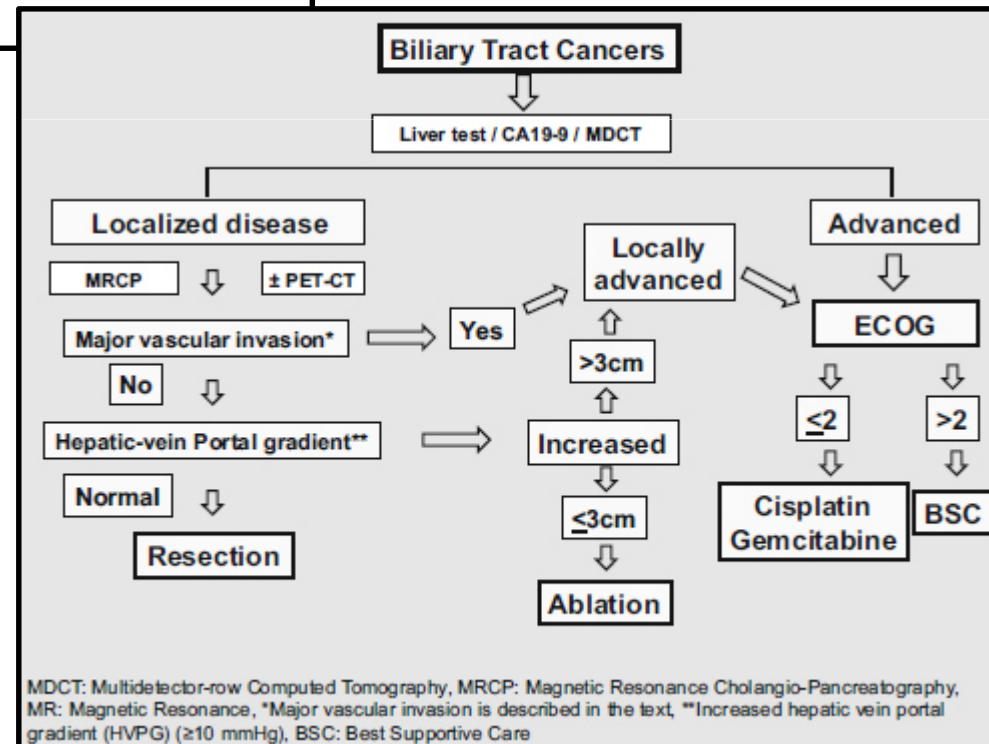 Biliary Tract Cancers
Liver test / CA19-9 / MDCT
Localized disease
Advanced
MRCP
± PET-CT
Locally
advanced
Major vascular invasion*
Yes
ECOG
No
>3cm
Hepatic-vein Portal gradient**
Increased
≤2
>2
Normal
≤3cm
Cisplatin
Gemcitabine
BSC
Resection
Ablation
MDCT: Multidetector-row Computed Tomography, MRCP: Magnetic Resonance Cholangio-Pancreatography,
MR: Magnetic Resonance, *Major vascular invasion is described in the text, **Increased hepatic vein portal
gradient (HVPG) (≥10 mmHg), BSC: Best Supportive Care